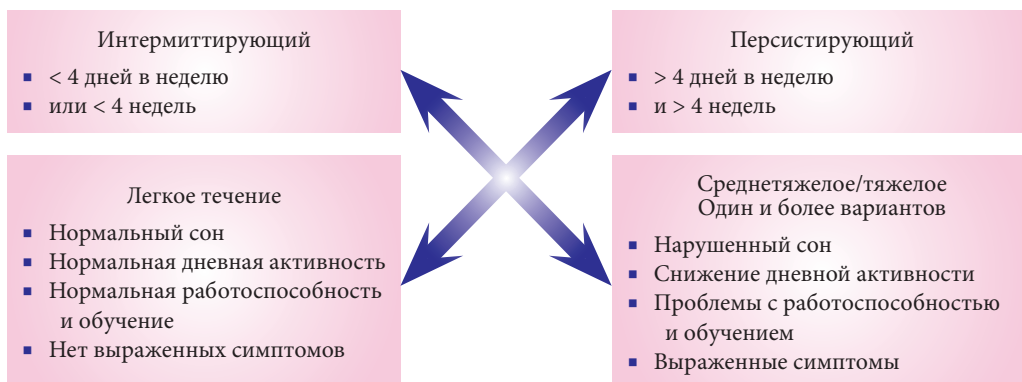 Интермиттирующий
▪ < 4 дней в неделю
▪ или < 4 недель
Персистирующий
▪ > 4 дней в неделю
▪ и > 4 недель
Легкое течение
▪ Нормальный сон
▪ Нормальная дневная активность
▪ Нормальная работоспособность
и обучение
▪ Нет выраженных симптомов
Среднетяжелое/тяжелое
Один и более вариантов
▪ Нарушенный сон
▪ Снижение дневной активности
▪ Проблемы с работоспособностью
и обучением
▪ Выраженные симптомы